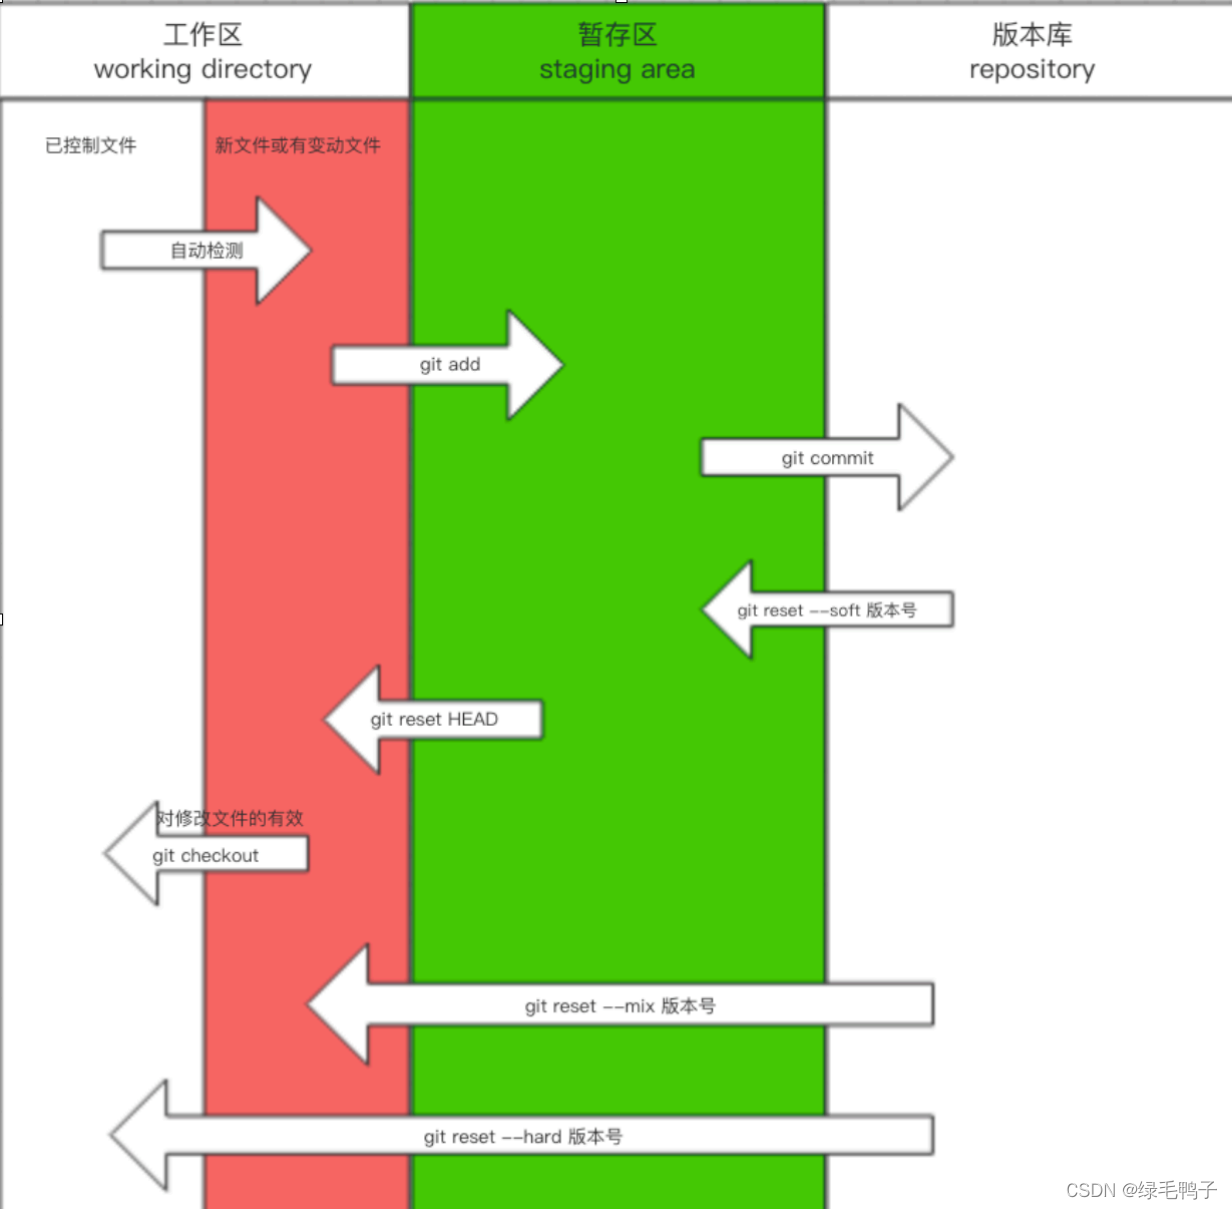 工作区
working directory
暂存区
staging area
版本库
repository
已控制文件
新文件或有变动文件
自动检测
git add
git commit
git reset --soft 版本号
git reset HEAD
对修改文件的有效
git checkout
git reset --mix 版本号
git reset --hard 版本号
CSDN @绿毛鸭子